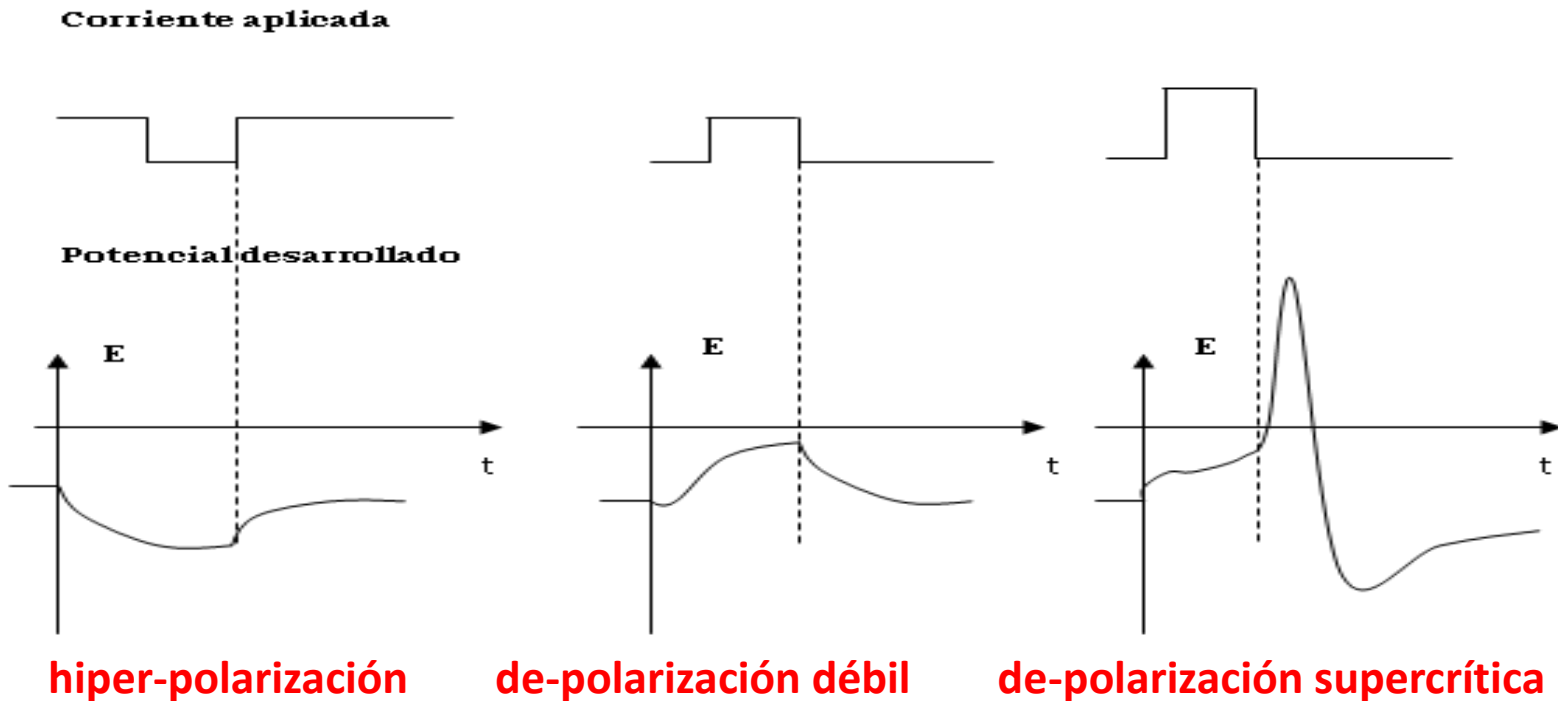 Corriente aplicada
Potencial desarrollado
E
E
E
t
t
t
hiper-polarización
de-polarización débil
de-polarización supercrítica